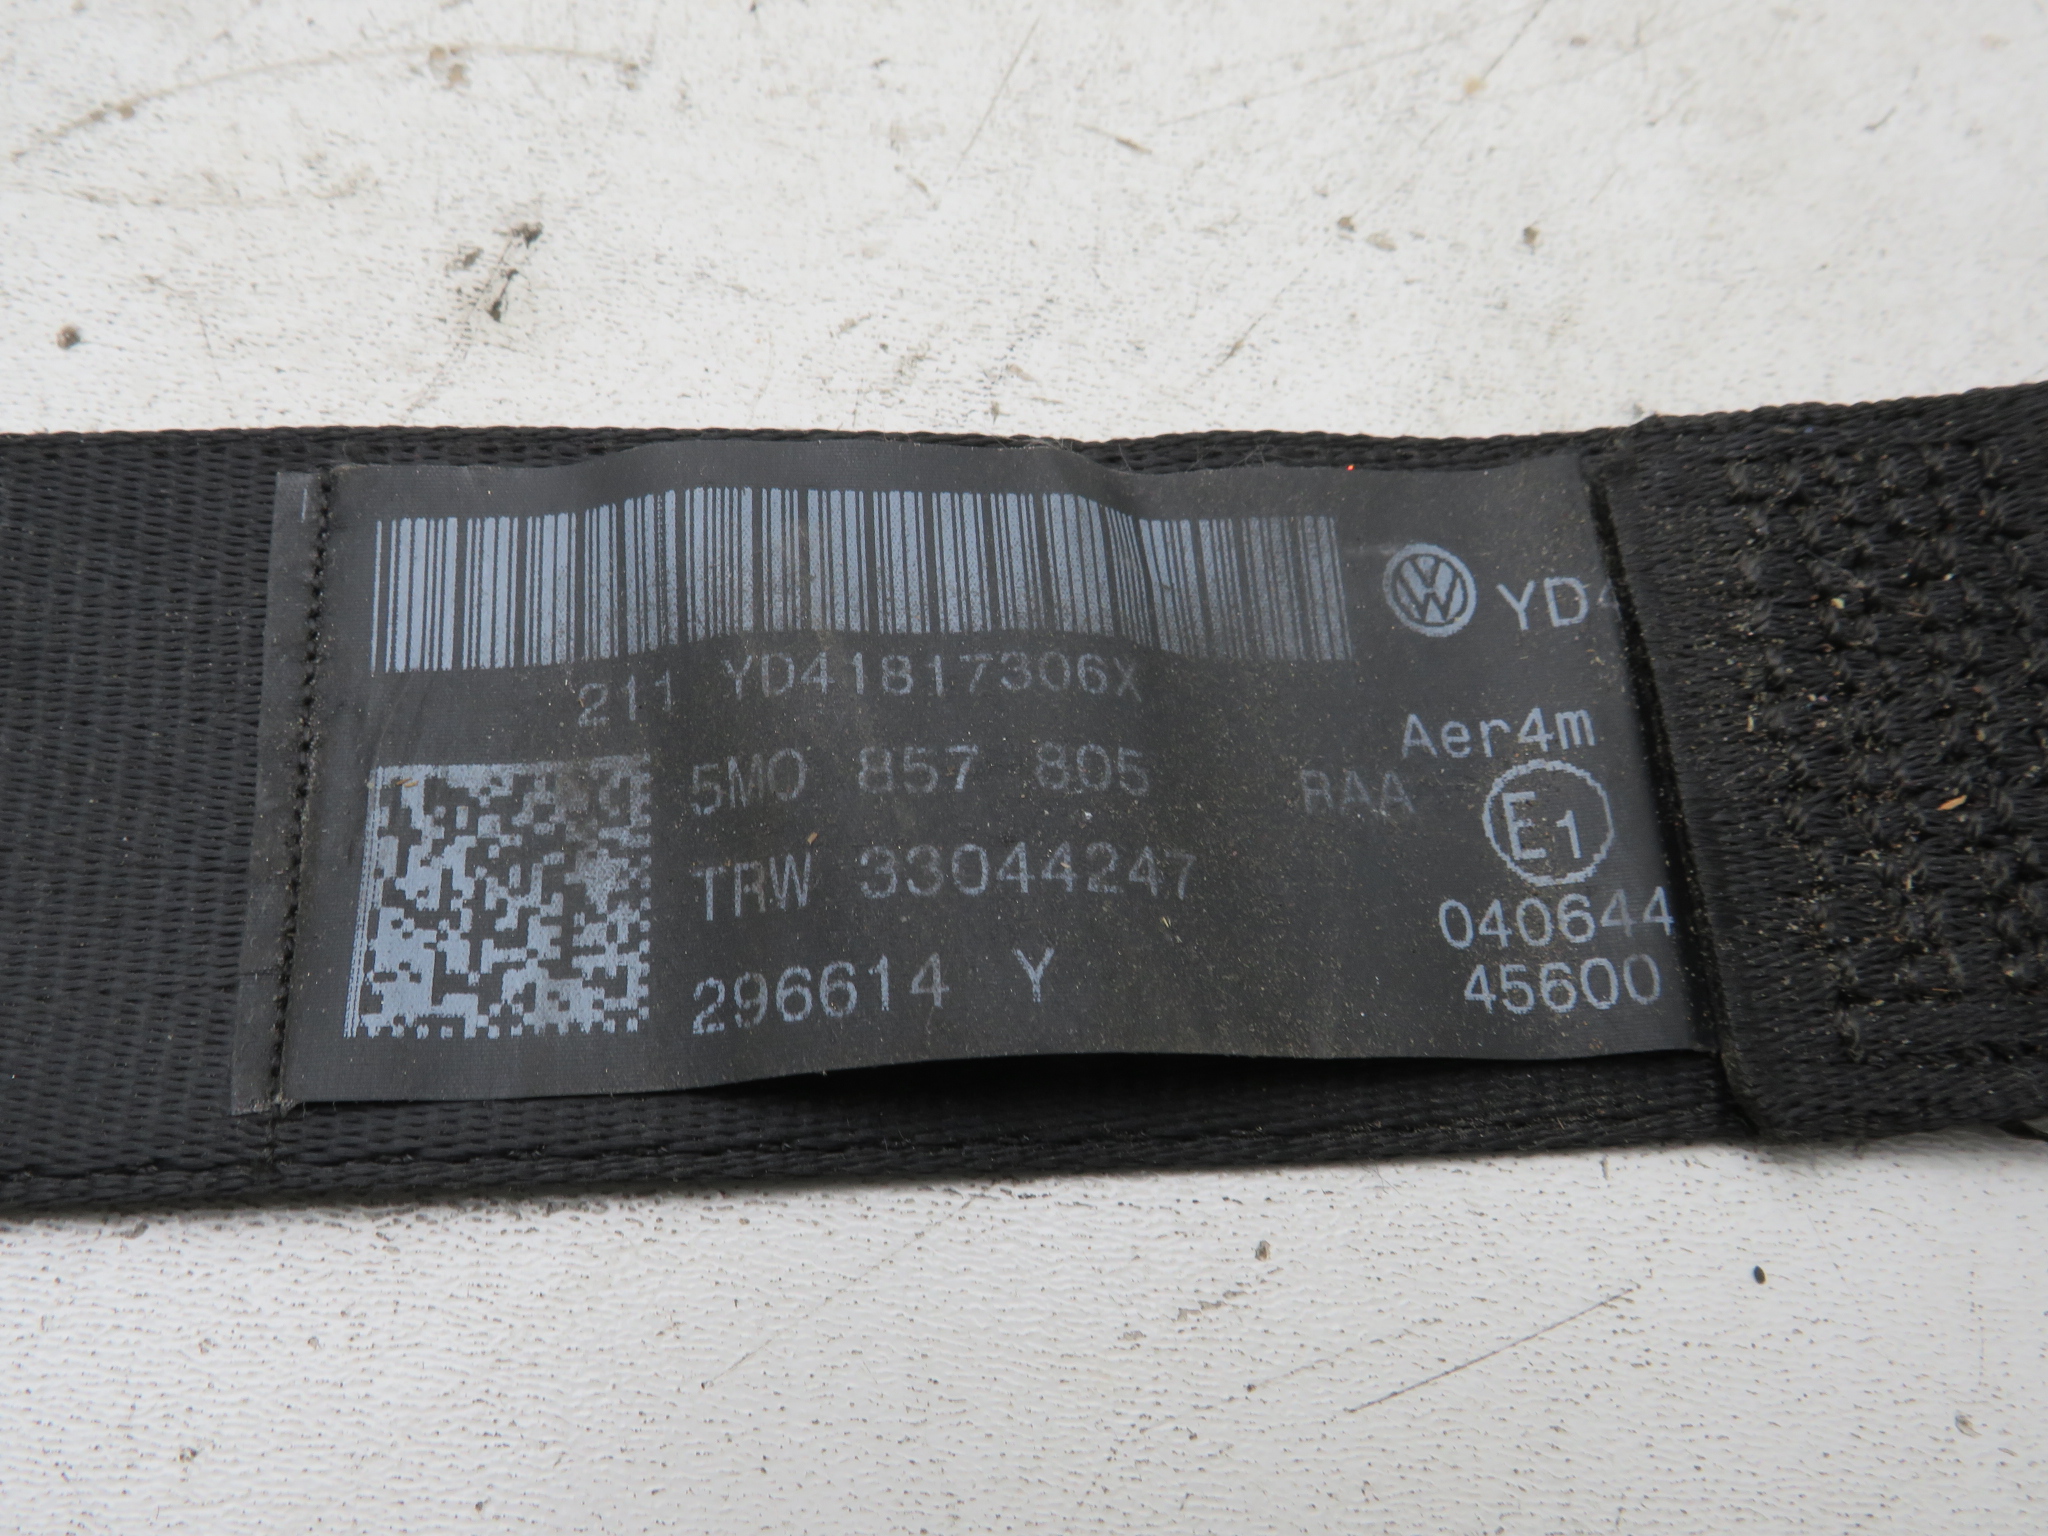 211 YD41817306X
YD4
5M0 857 805 RAA
Aer4m
TRW 33044247
E1
296614 Y
040644
45600